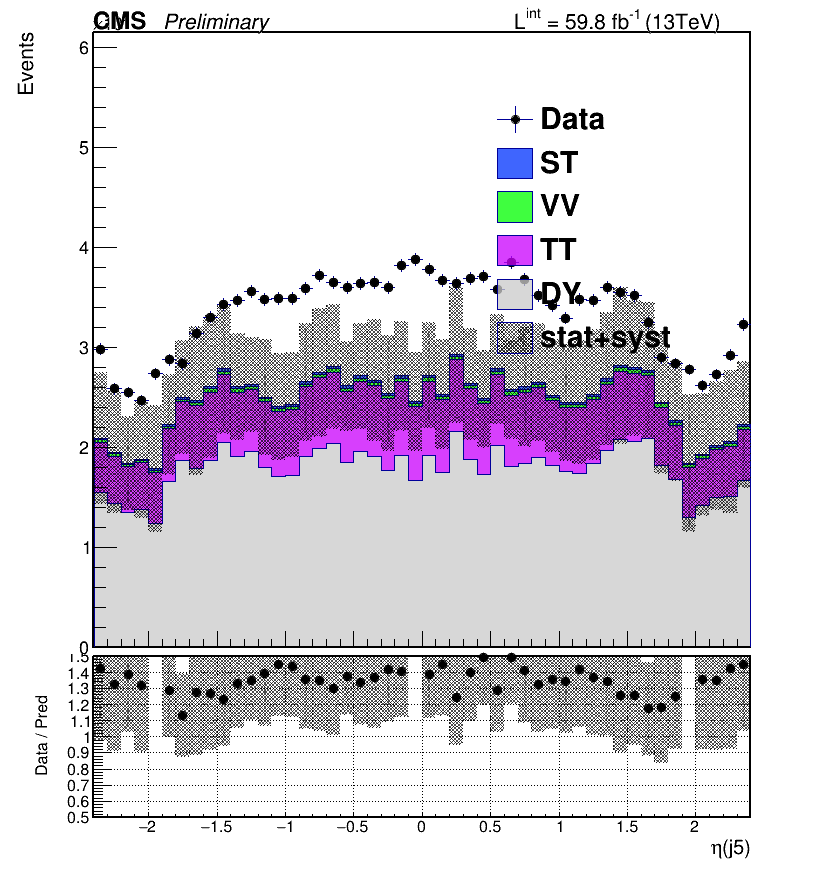 CMS Preliminary L^int = 59.8 fb^-1 (13TeV)
Events
6
5
4
3
2
1
0
Data
ST
VV
TT
DY
stat+syst
Data / Pred
1.5
1.4
1.3
1.2
1.1
1
0.9
0.8
0.7
0.6
0.5
−2 −1.5 −1 −0.5 0 0.5 1 1.5 2
η(j5)